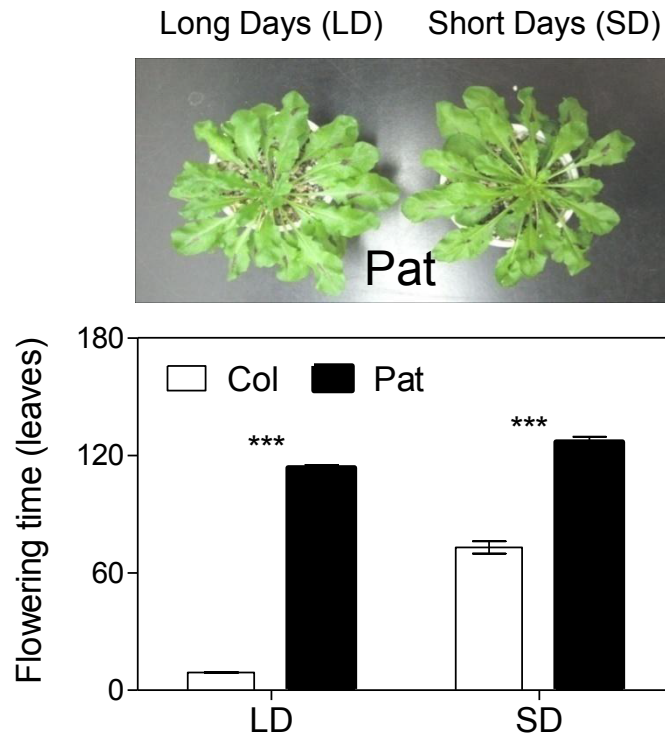 Long Days (LD) Short Days (SD)
Pat
180
Col Pat
***
***
120
60
0
Flowering time (leaves)
LD SD